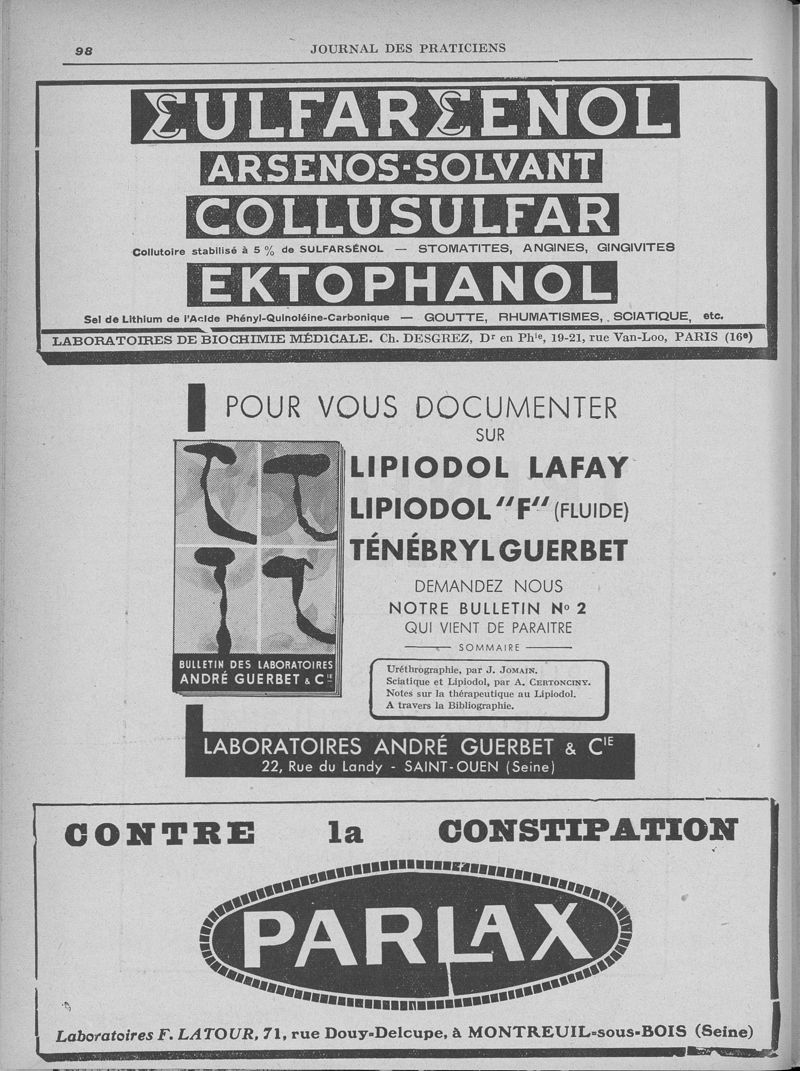 98
JOURNAL DES PRATICIENS
ΣULFARΣENOL
ARSENOS-SOLVANT
COLLUSULFAR
Collutoire stabilisé à 5 % de SULFARSÉNOL — STOMATITES, ANGINES, GINGIVITES
EKTOPHANOL
Sel de Lithium de l'Acide Phényl-Quinoléine-Carbonique — GOUTTE, RHUMATISMES, SCIATIQUE, etc.
LABORATOIRES DE BIOCHIMIE MÉDICALE. Ch. DESGREZ, Dr en Phie, 19-21, rue Van-Loo, PARIS (16e)
POUR VOUS DOCUMENTER
SUR
LIPIODOL LAFAY
LIPIODOL "F" (FLUIDE)
TÉNÉBRYL GUERBET
DEMANDEZ NOUS
NOTRE BULLETIN No 2
QUI VIENT DE PARAITRE
SOMMAIRE
Uréthrographie, par J. JOMAIN.
Sciatique et Lipiodol, par A. CERTONCINY.
Notes sur la thérapeutique au Lipiodol.
A travers la Bibliographie.
BULLETIN DES LABORATOIRES
ANDRÉ GUERBET & CIE
LABORATOIRES ANDRÉ GUERBET & CIE
22, Rue du Landy - SAINT-OUEN (Seine)
CONTRE la CONSTIPATION
PARLAX
Laboratoires F. LATOUR, 71, rue Douy-Delcupe, à MONTREUIL-sous-BOIS (Seine)